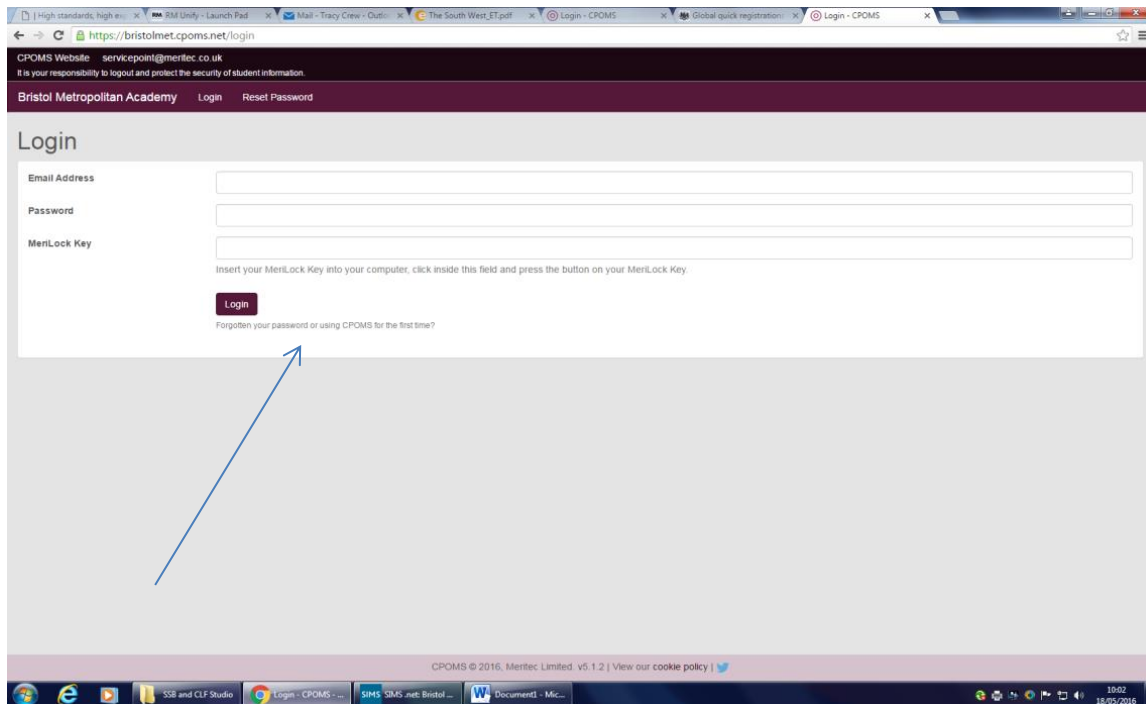 | High standards, high ex
RM RM Unify - Launch Pad
Mail - Tracy Crew - Outlo
The South West_ET.pdf
Login - CPOMS
Global quick registration
Login - CPOMS
https://bristolmet.cpoms.net/login
CPOMS Website servicepoint@meritec.co.uk
It is your responsibility to logout and protect the security of student information.
Bristol Metropolitan Academy Login Reset Password
Login
Email Address
Password
MeriLock Key
Insert your MeriLock Key into your computer, click inside this field and press the button on your MeriLock Key.
Login
Forgotten your password or using CPOMS for the first time?
CPOMS © 2016, Meritec Limited. v5.1.2 | View our cookie policy |
SSB and CLF Studio
Login - CPOMS - ...
SIMS SIMS .net: Bristol ...
W Document1 - Mic...
10:02
18/05/2016